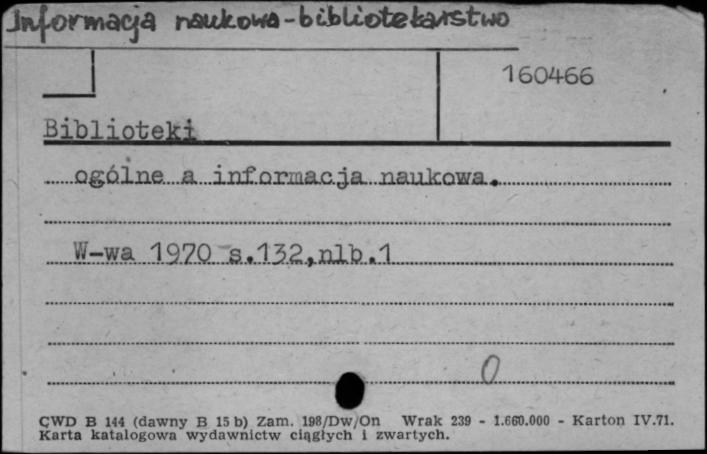 Informacja naukowa-bibliotekarstwo
160466
Biblioteki
ogólne a informacja naukowa.
W-wa 1970 s.132,nlb.1
0
CWD B 144 (dawny B 15 b) Zam. 198/Dw/On Wrak 239 - 1.660.000 - Karton IV.71.
Karta katalogowa wydawnictw ciągłych i zwartych.